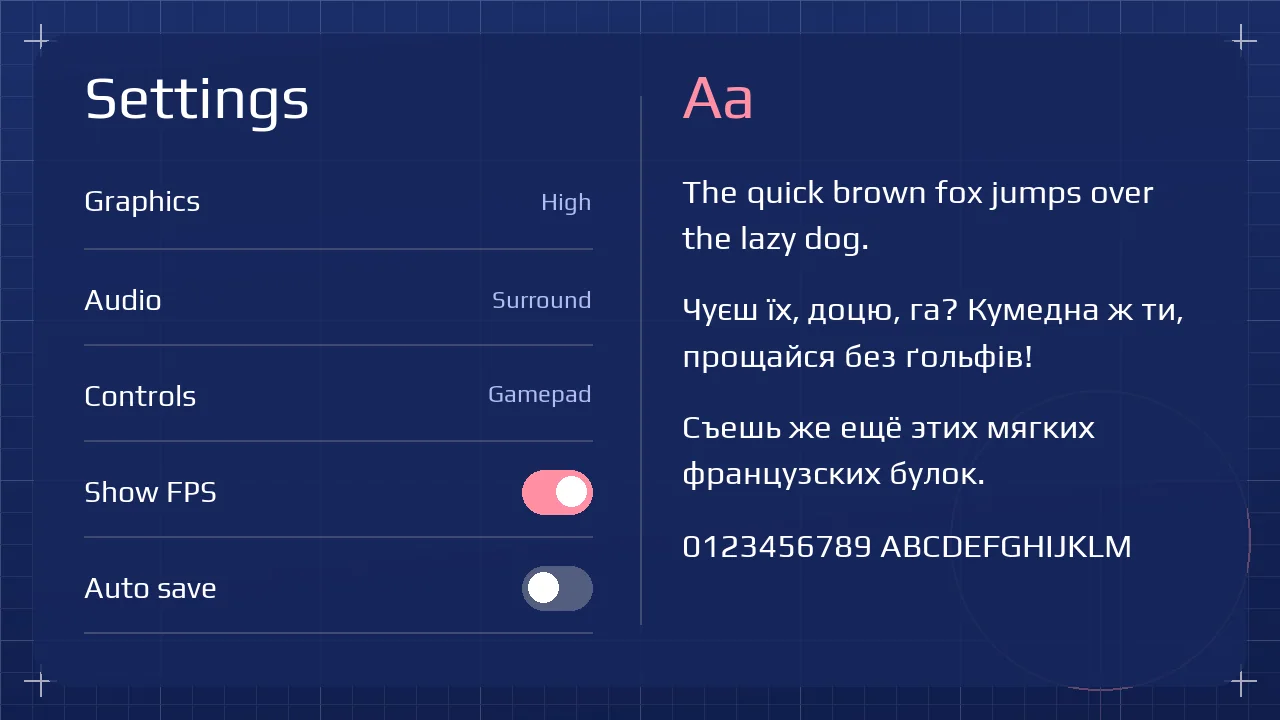 Settings
Graphics
High
Audio
Surround
Controls
Gamepad
Show FPS
Auto save
Aa
The quick brown fox jumps over
the lazy dog.
Чуєш їх, доцю, га? Кумедна ж ти,
прощайся без ґольфів!
Съешь же ещё этих мягких
французских булок.
0123456789 ABCDEFGHIJKLM